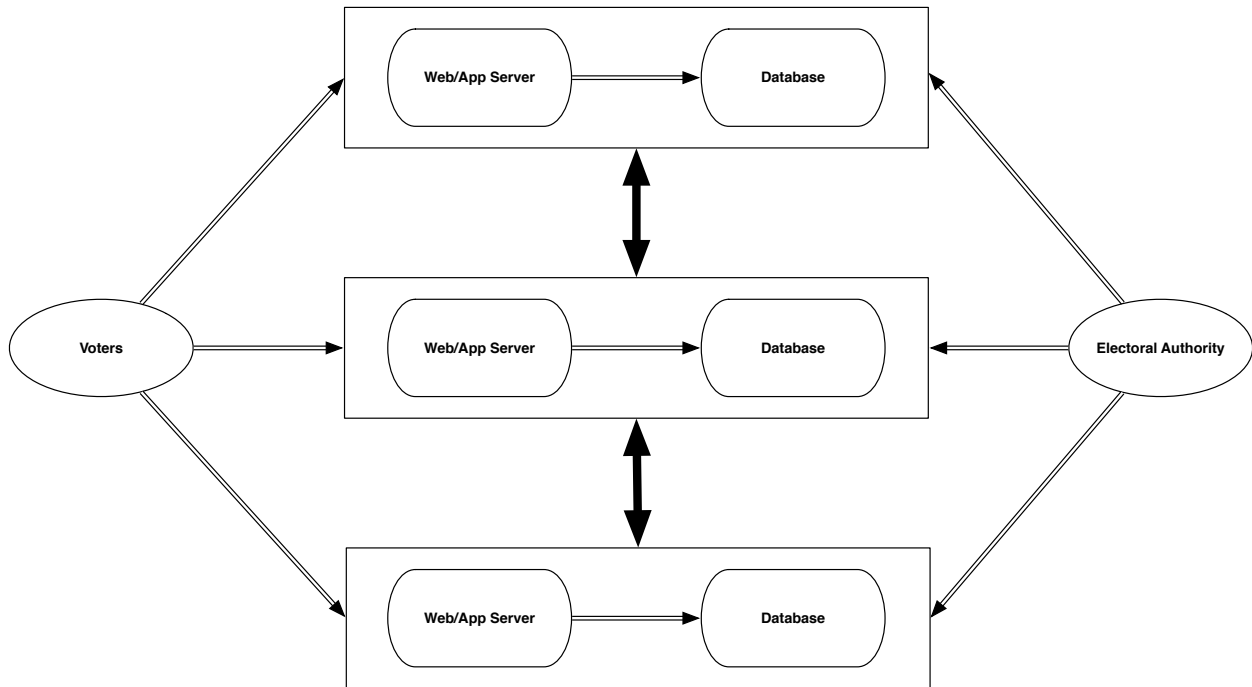 Web/App Server
Database
Voters
Web/App Server
Database
Electoral Authority
Web/App Server
Database